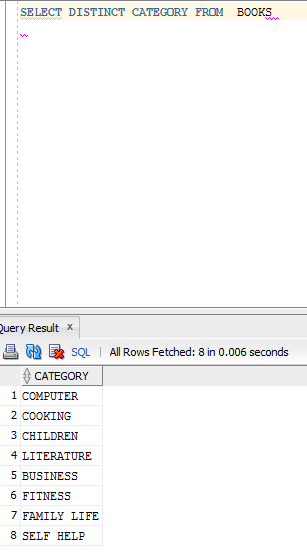 SELECT DISTINCT CATEGORY FROM  BOOKS
Query Result x
SQL | All Rows Fetched: 8 in 0.006 seconds
CATEGORY
1 COMPUTER
2 COOKING
3 CHILDREN
4 LITERATURE
5 BUSINESS
6 FITNESS
7 FAMILY LIFE
8 SELF HELP